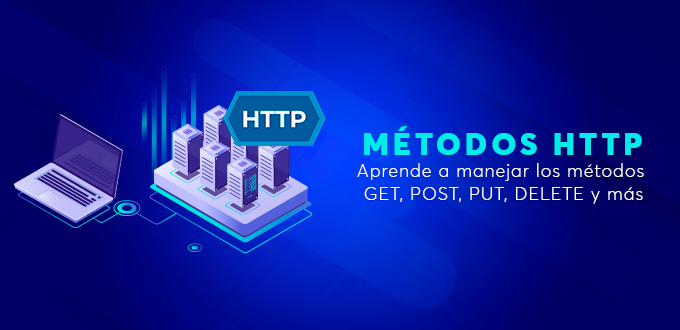 HTTP
MÉTODOS HTTP
Aprende a manejar los métodos
GET, POST, PUT, DELETE y más